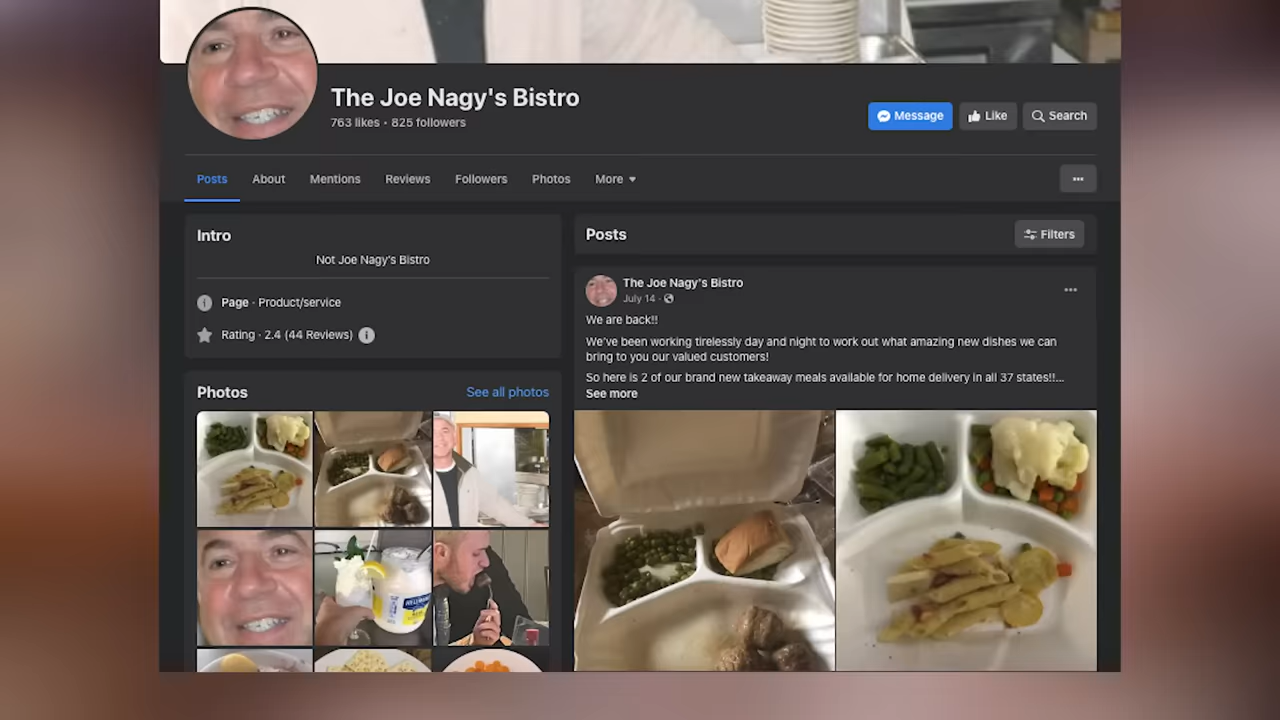 The Joe Nagy's Bistro
763 likes • 825 followers
Message
Like
Search
Posts
About
Mentions
Reviews
Followers
Photos
More
Intro
Not Joe Nagy's Bistro
Page · Product/service
Rating · 2.4 (44 Reviews)
Photos
See all photos
Posts
Filters
The Joe Nagy's Bistro
July 14 ·
We are back!!
We've been working tirelessly day and night to work out what amazing new dishes we can
bring to you our valued customers!
So here is 2 of our brand new takeaway meals available for home delivery in all 37 states!!...
See more